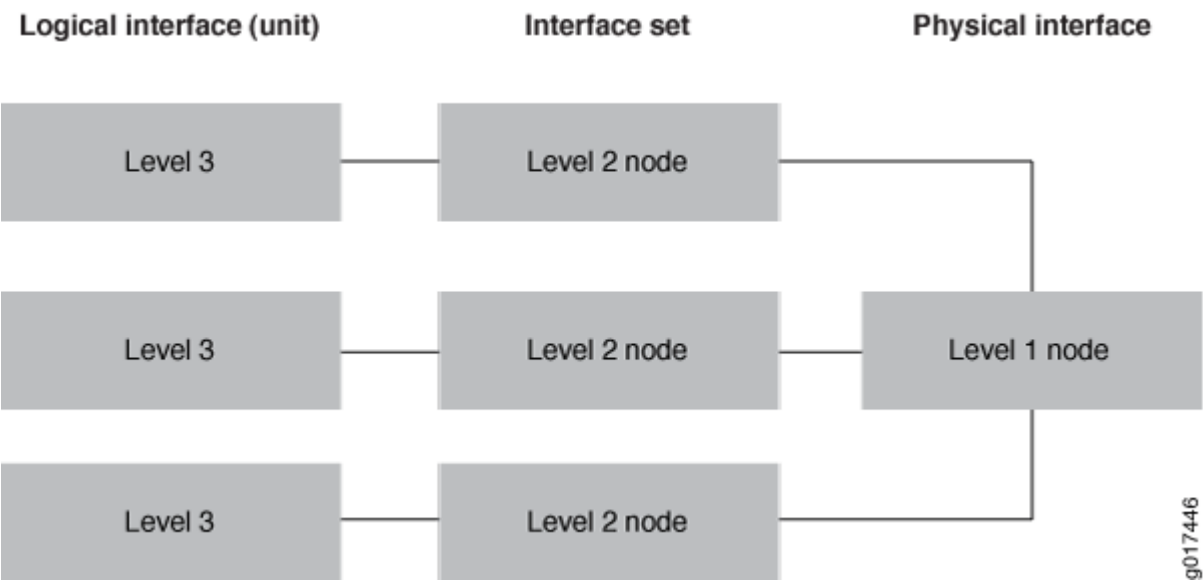 Logical interface (unit) Interface set Physical interface
Level 3 Level 2 node
Level 3 Level 2 node Level 1 node
Level 3 Level 2 node
g017446